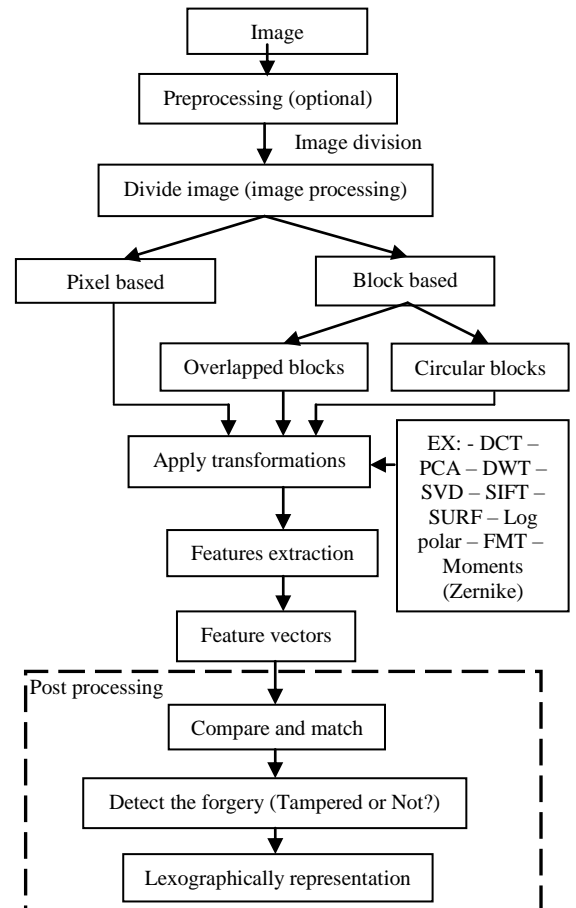 Image
Preprocessing (optional)
Image division
Divide image (image processing)
Pixel based
Block based
Overlapped blocks
Circular blocks
Apply transformations
EX: - DCT –
PCA – DWT –
SVD – SIFT –
SURF – Log
polar – FMT –
Moments
(Zernike)
Features extraction
Feature vectors
Post processing
Compare and match
Detect the forgery (Tampered or Not?)
Lexographically representation